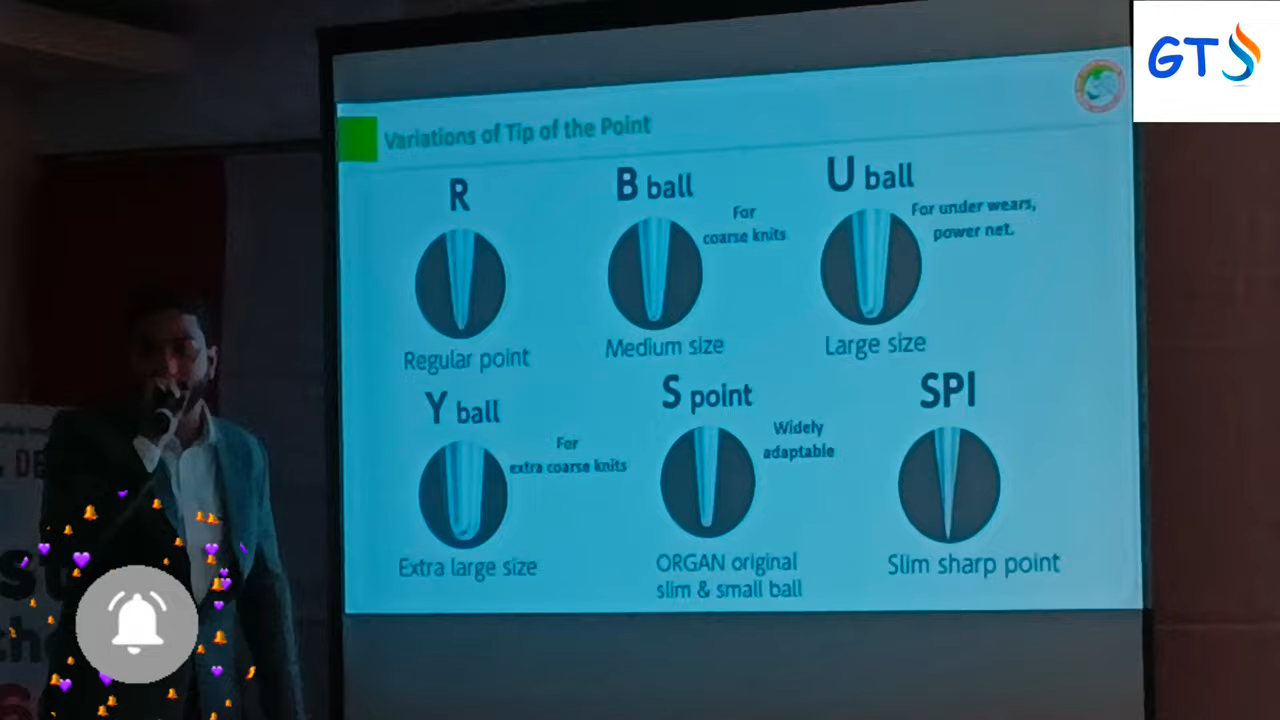 GTS
Variations of Tip of the Point
R
Regular point
B ball
For
coarse knits
Medium size
U ball
For under wears,
power net.
Large size
Y ball
For
extra coarse knits
Extra large size
S point
Widely
adaptable
ORGAN original
slim & small ball
SPI
Slim sharp point